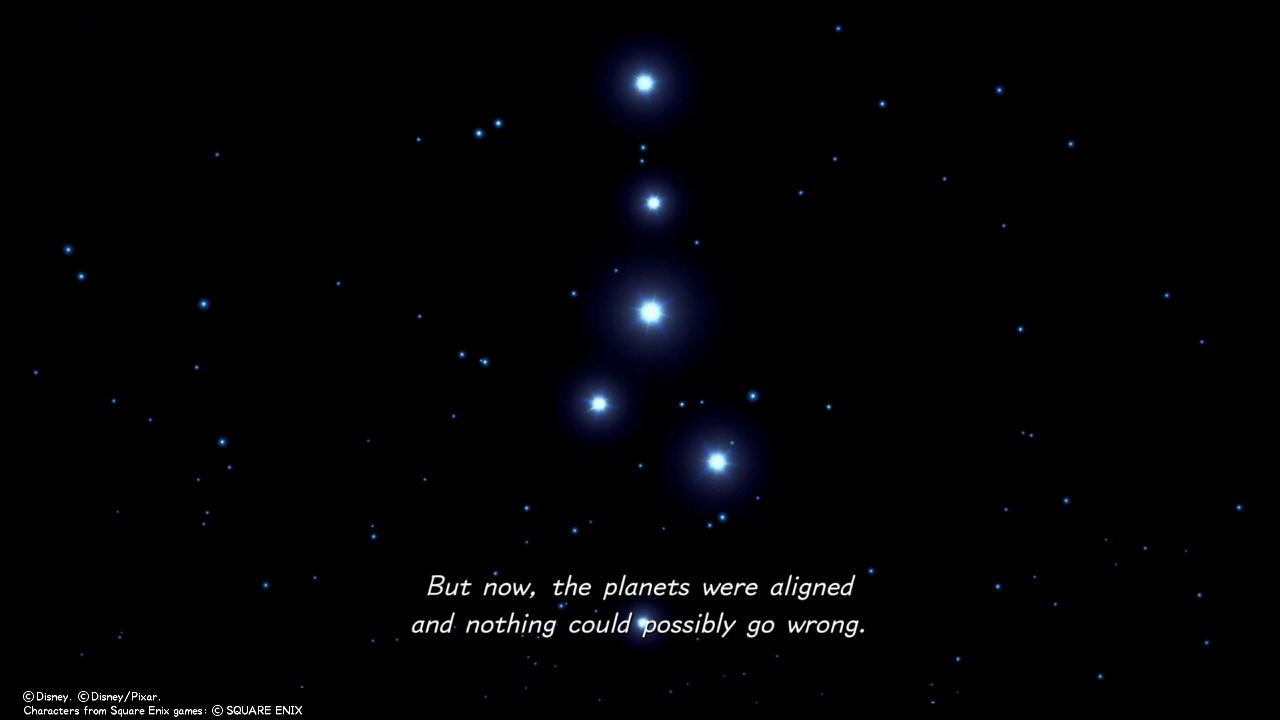 But now, the planets were aligned
and nothing could possibly go wrong.
©Disney. ©Disney/Pixar.
Characters from Square Enix games: © SQUARE ENIX